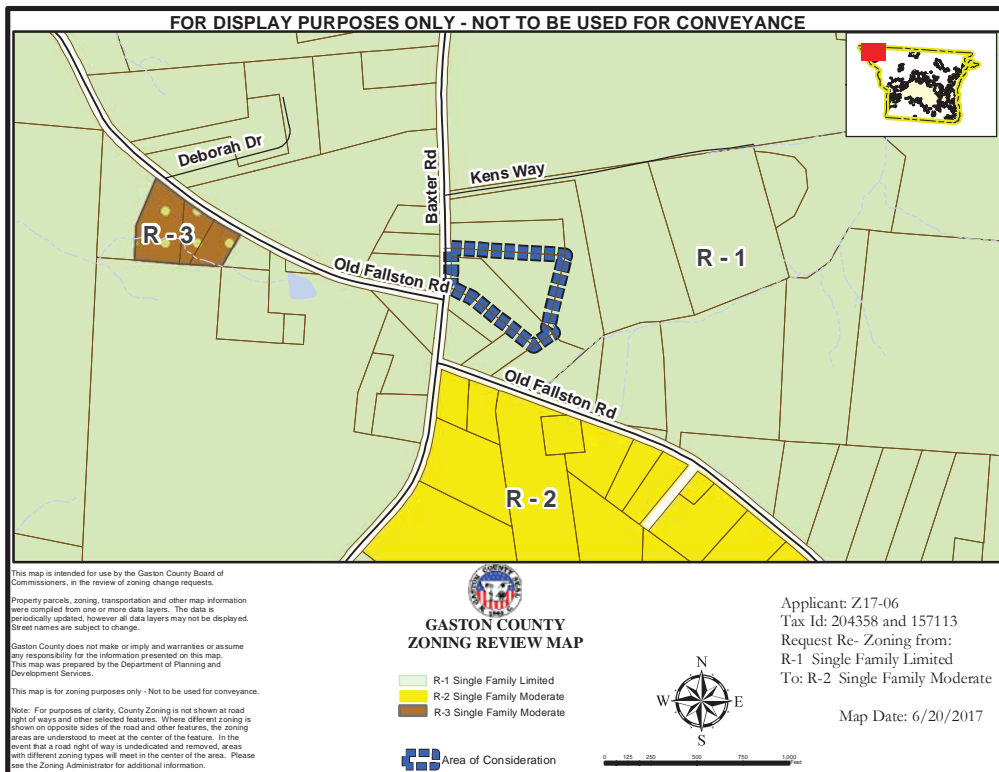 FOR DISPLAY PURPOSES ONLY - NOT TO BE USED FOR CONVEYANCE
Deborah Dr
Baxter Rd
Kens Way
R - 3
R - 1
Old Fallston Rd
Old Fallston Rd
R - 2
This map is intended for use by the Gaston County Board of
Commissioners, in the review of zoning change requests.
Property parcels, zoning, transportation and other map information
were compiled from one or more data layers. The data is
periodically updated, however all data layers may not be displayed.
Street names are subject to change.
Gaston County does not make or imply and warranties or assume
any responsibility for the information presented on this map.
This map was prepared by the Department of Planning and
Development Services.
This map is for zoning purposes only - Not to be used for conveyance.
Note: For purposes of clarity, County Zoning is not shown at road
right of ways and other selected features. Where different zoning is
shown on opposite sides of the road and other features, the zoning
areas are understood to meet at the center of the feature. In the
event that a road right of way is undedicated and removed, areas
with different zoning types will meet in the center of the area. Please
see the Zoning Administrator for additional information.
GASTON COUNTY
ZONING REVIEW MAP
R-1 Single Family Limited
R-2 Single Family Moderate
R-3 Single Family Moderate
Area of Consideration
N
W E
S
0 125 250 500 750 1,000
Feet
Applicant: Z17-06
Tax Id: 204358 and 157113
Request Re- Zoning from:
R-1 Single Family Limited
To: R-2 Single Family Moderate
Map Date: 6/20/2017